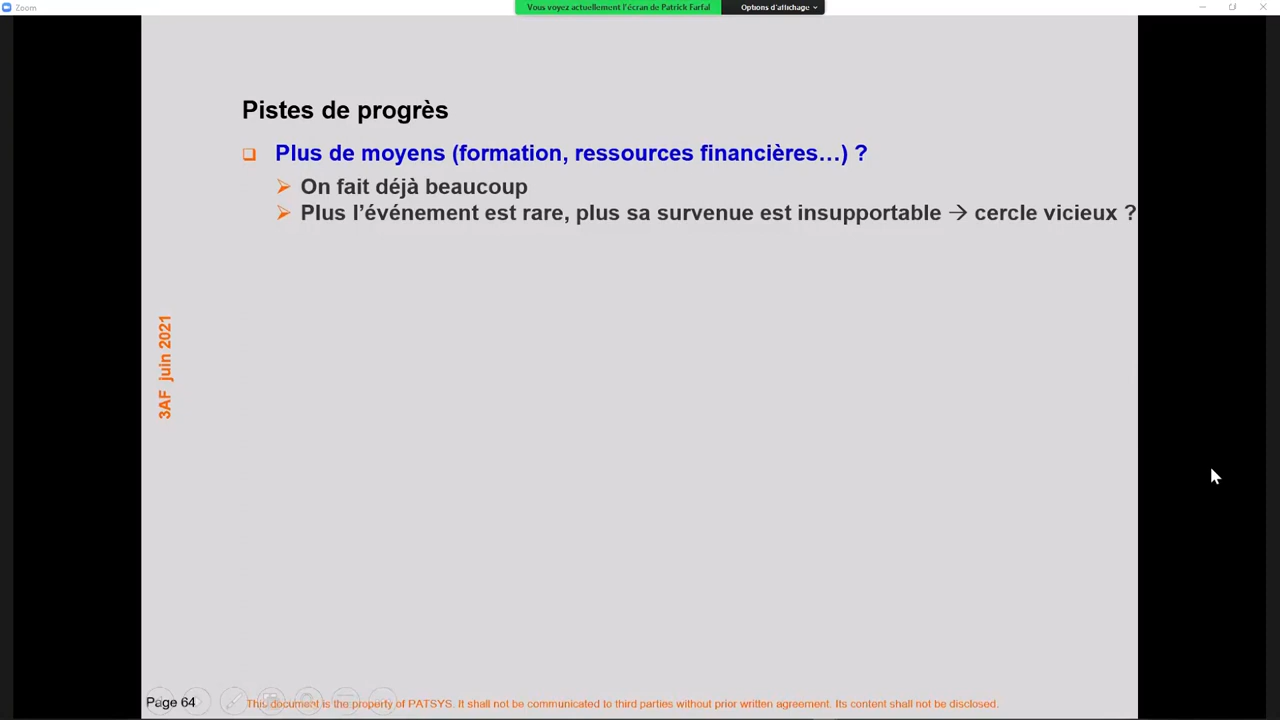 Zoom
Vous voyez actuellement l'écran de Patrick Farfal
Options d'affichage
Pistes de progrès
Plus de moyens (formation, ressources financières…) ?
On fait déjà beaucoup
Plus l’événement est rare, plus sa survenue est insupportable → cercle vicieux ?
3AF juin 2021
Page 64
This document is the property of PATSYS. It shall not be communicated to third parties without prior written agreement. Its content shall not be disclosed.